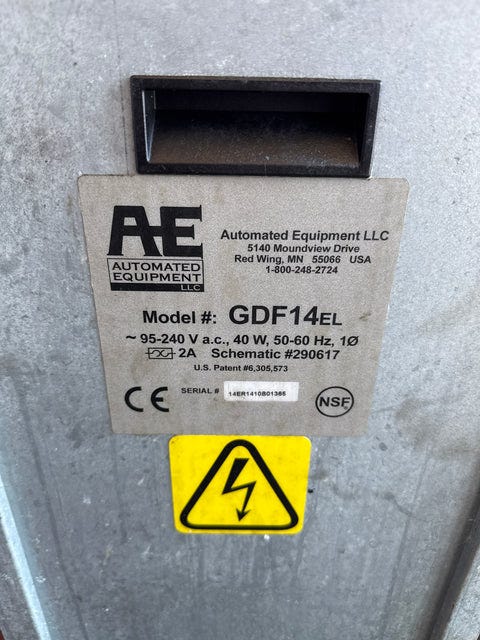 AE
AUTOMATED
EQUIPMENT
LLC
Automated Equipment LLC
5140 Moundview Drive
Red Wing, MN 55066 USA
1-800-248-2724
Model #: GDF14EL
~ 95-240 V a.c., 40 W, 50-60 Hz, 1Ø
2A Schematic #290617
U.S. Patent #6,305,573
CE
SERIAL # 14ER1410B01365
NSF